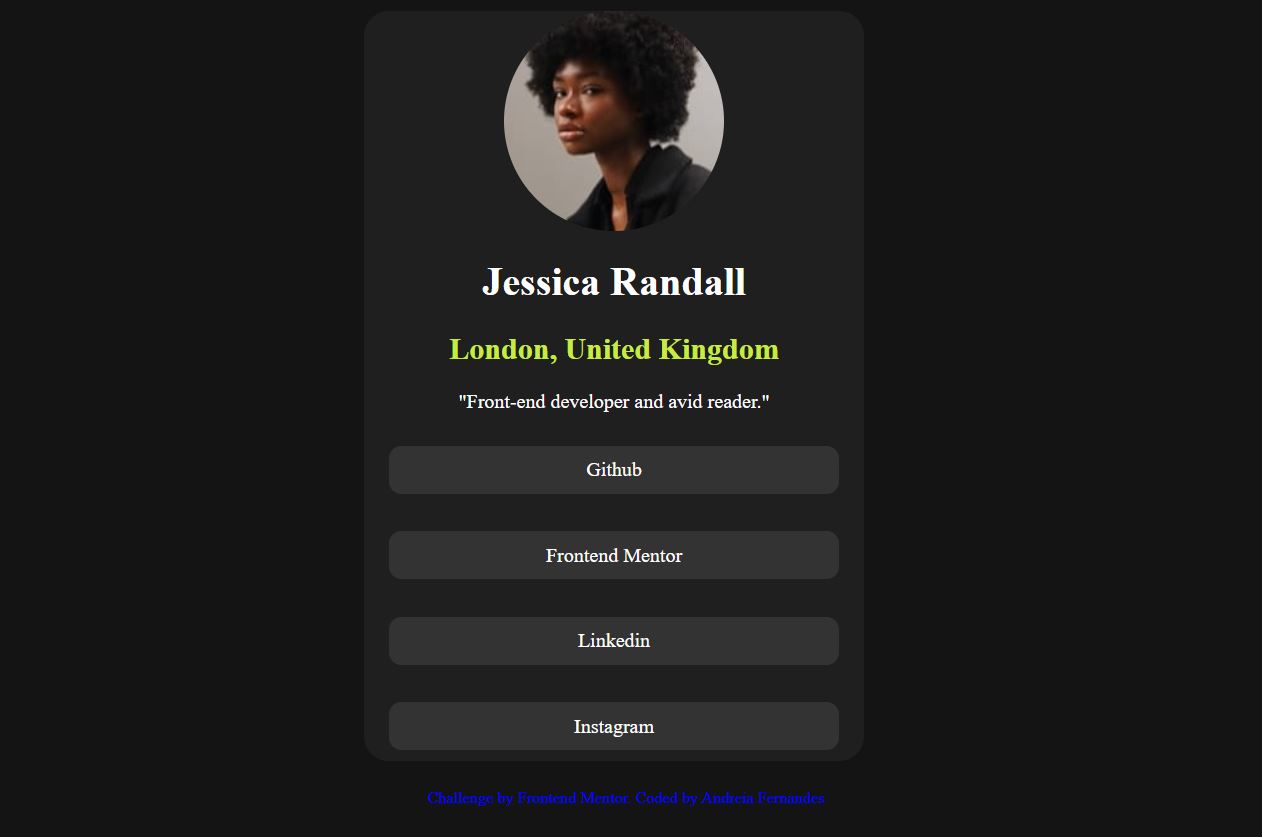 Jessica Randall
London, United Kingdom
"Front-end developer and avid reader."
Github
Frontend Mentor
Linkedin
Instagram
Challenge by Frontend Mentor. Coded by Andreia Fernandes